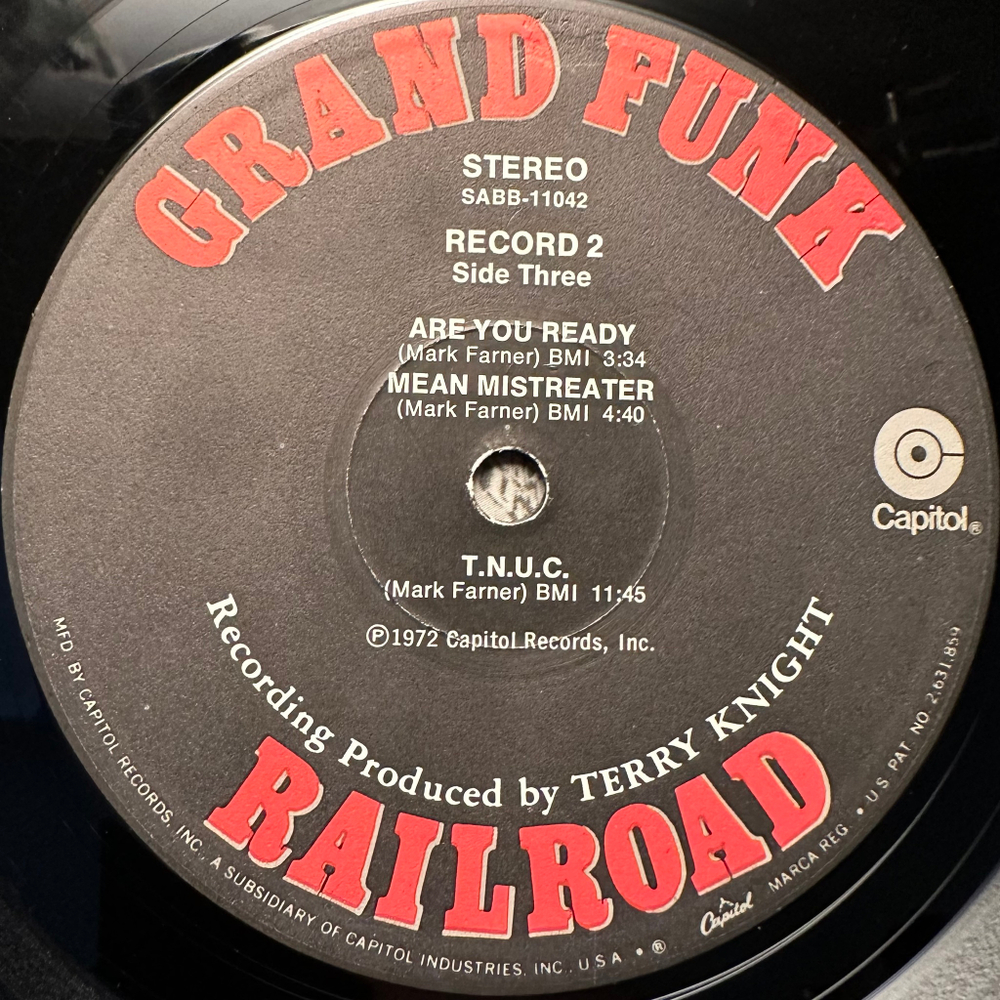 GRAND FUNK
STEREO
SABB-11042
RECORD 2
Side Three
ARE YOU READY
(Mark Farner) BMI 3:34
MEAN MISTREATER
(Mark Farner) BMI 4:40
Capitol®
T.N.U.C.
(Mark Farner) BMI 11:45
℗1972 Capitol Records, Inc.
Recording Produced by TERRY KNIGHT
RAILROAD
MFD. BY CAPITOL RECORDS, INC., A SUBSIDIARY OF CAPITOL INDUSTRIES, INC., U.S.A. • ® Capitol MARCA REG. • U.S. PAT. NO. 2,631,859